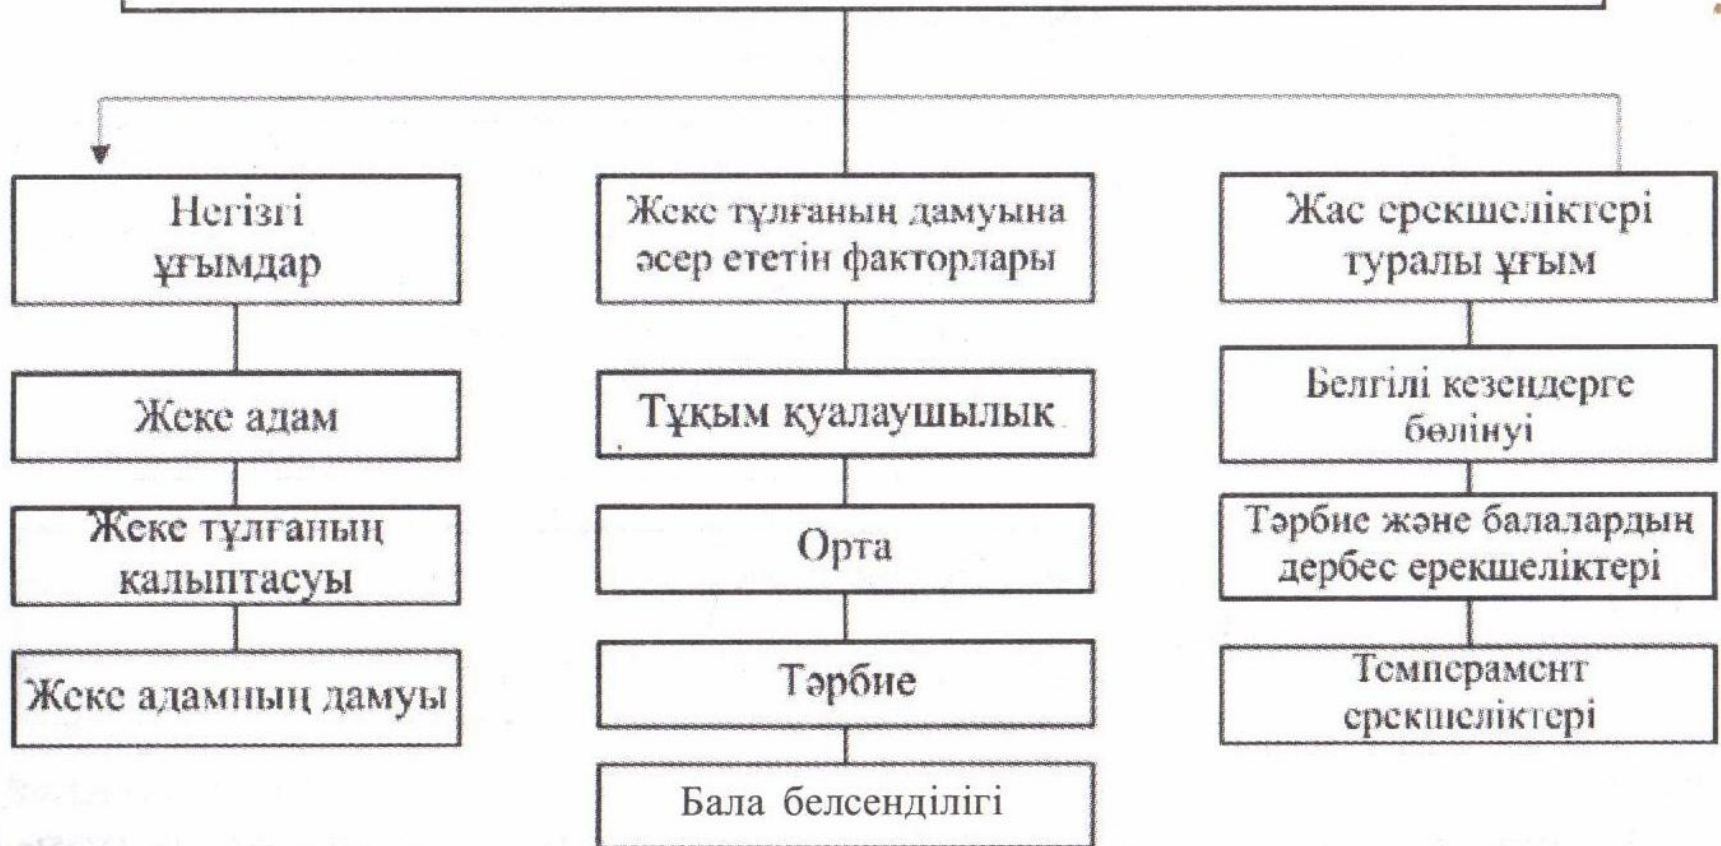 Негізгі
ұғымдар
Жеке адам
Жеке тұлғаның
қалыптасуы
Жеке адамның дамуы
Жеке тұлғаның дамуына
әсер ететін факторлары
Тұқым қуалаушылық
Орта
Тәрбие
Бала белсенділігі
Жас ерекшеліктері
туралы ұғым
Белгілі кезеңдерге
бөлінуі
Тәрбие және балалардың
дербес ерекшеліктері
Темперамент
ерекшеліктері